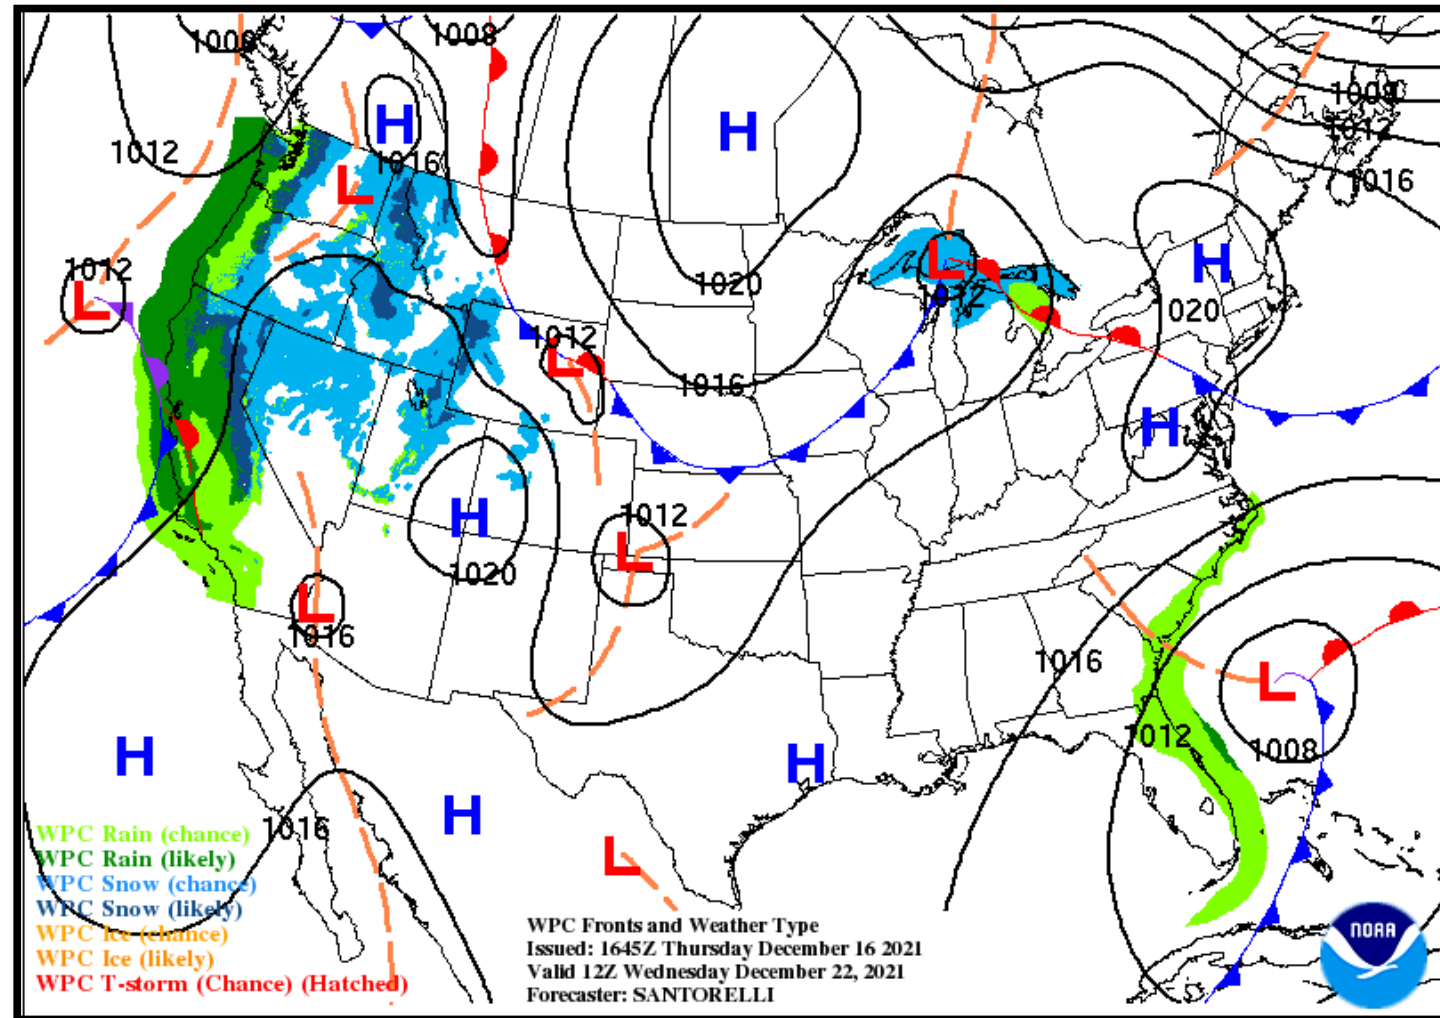 1008
1008
1012
H
1016
L
H
1008
1012
1016
1012
L
H
1020
L
1012
020
1012
L
1016
H
1020
H
1012
L
L
1016
1016
L
1012
1008
H
H
H
1016
L
WPC Rain (chance)
WPC Rain (likely)
WPC Snow (chance)
WPC Snow (likely)
WPC Ice (chance)
WPC Ice (likely)
WPC T-storm (Chance) (Hatched)
WPC Fronts and Weather Type
Issued: 1645Z Thursday December 16 2021
Valid 12Z Wednesday December 22, 2021
Forecaster: SANTORELLI
NOAA